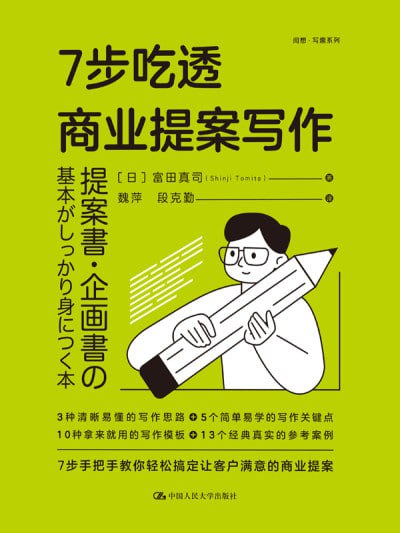 阅想·写鹿系列
7步吃透
商业提案写作
[日] 富田真司 (Shinji Tomita) 著
魏萍 段克勤 译
提案書・企画書の
基本がしっかり身につく本
3种清晰易懂的写作思路+5个简单易学的写作关键点
10种拿来就用的写作模板+13个经典真实的参考案例
7步手把手教你轻松搞定让客户满意的商业提案
中国人民大学出版社